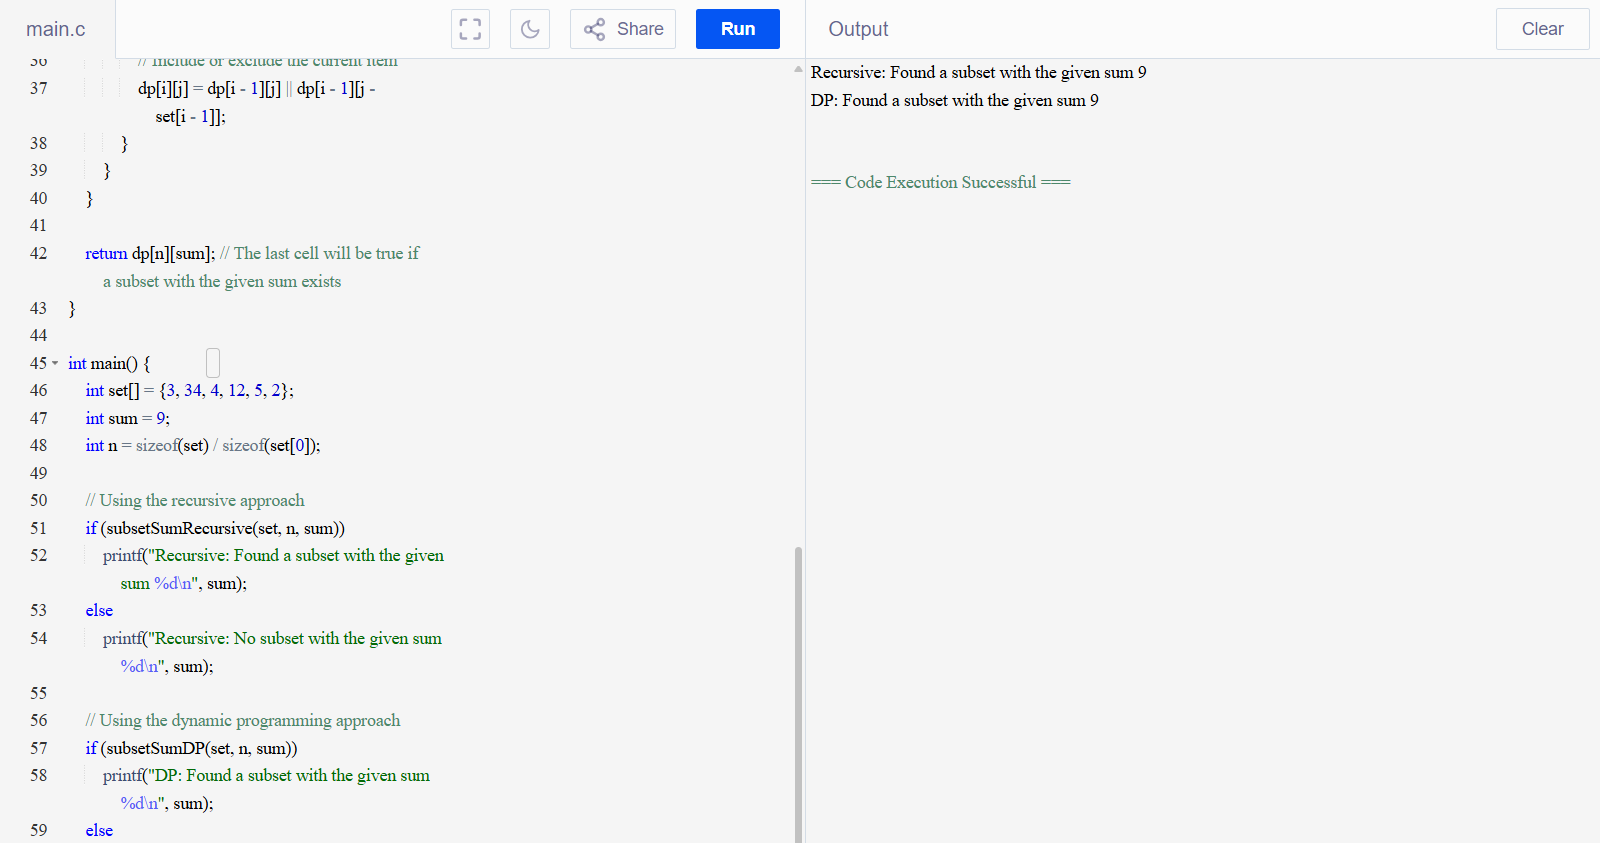 main.c
Share
Run
Output
Clear
36 // Include or exclude the current item
37 dp[i][j] = dp[i - 1][j] || dp[i - 1][j -
set[i - 1]];
38 }
39 }
40 }
41
42 return dp[n][sum]; // The last cell will be true if
a subset with the given sum exists
43 }
44
45 int main() {
46 int set[] = {3, 34, 4, 12, 5, 2};
47 int sum = 9;
48 int n = sizeof(set) / sizeof(set[0]);
49
50 // Using the recursive approach
51 if (subsetSumRecursive(set, n, sum))
52 printf("Recursive: Found a subset with the given
sum %d\n", sum);
53 else
54 printf("Recursive: No subset with the given sum
%d\n", sum);
55
56 // Using the dynamic programming approach
57 if (subsetSumDP(set, n, sum))
58 printf("DP: Found a subset with the given sum
%d\n", sum);
59 else
Recursive: Found a subset with the given sum 9
DP: Found a subset with the given sum 9
=== Code Execution Successful ===